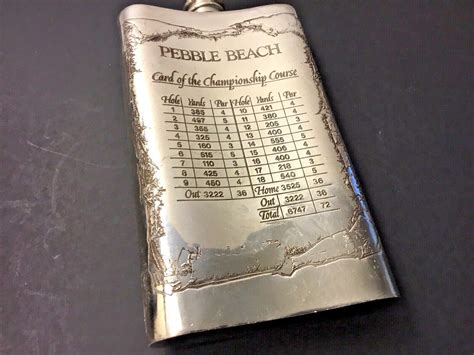 PEBBLE BEACH
Card of the Championship Course
Hole Yards Par Hole Yards Par
1 385 4 10 421 4
2 497 5 11 380 4
3 355 4 12 205 3
4 325 4 13 400 4
5 160 3 14 555 5
6 515 5 15 406 4
7 110 3 16 400 4
8 425 4 17 218 3
9 450 4 18 540 5
Out 3222 36 Home 3525 36
Out 3222 36
Total 6747 72